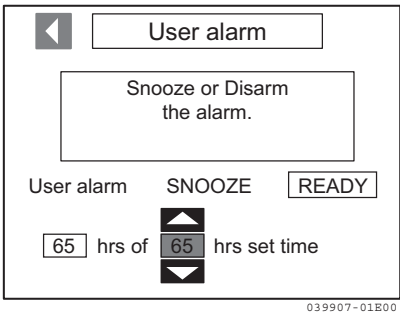 User alarm
Snooze or Disarm
the alarm.
User alarm SNOOZE READY
65 hrs of 65 hrs set time
039907-01E00